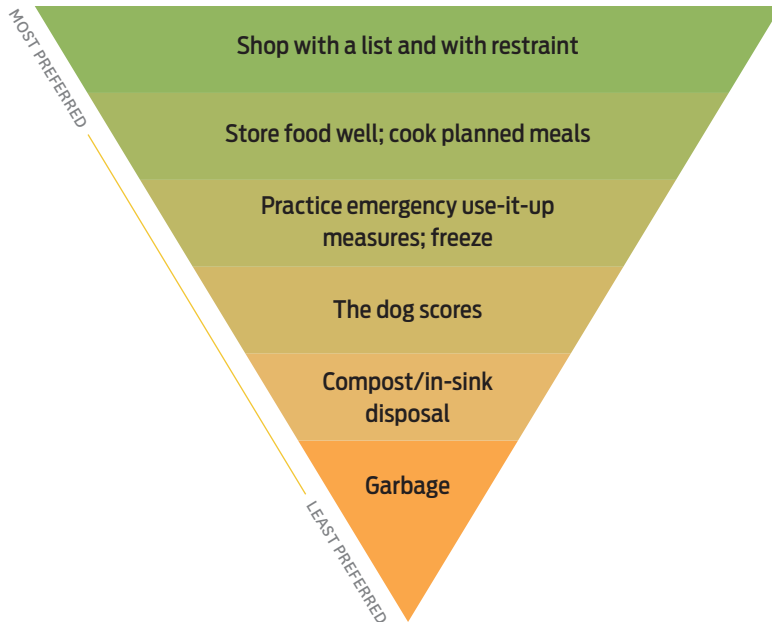 MOST PREFERRED
Shop with a list and with restraint
Store food well; cook planned meals
Practice emergency use-it-up
measures; freeze
The dog scores
Compost/in-sink
disposal
Garbage
LEAST PREFERRED